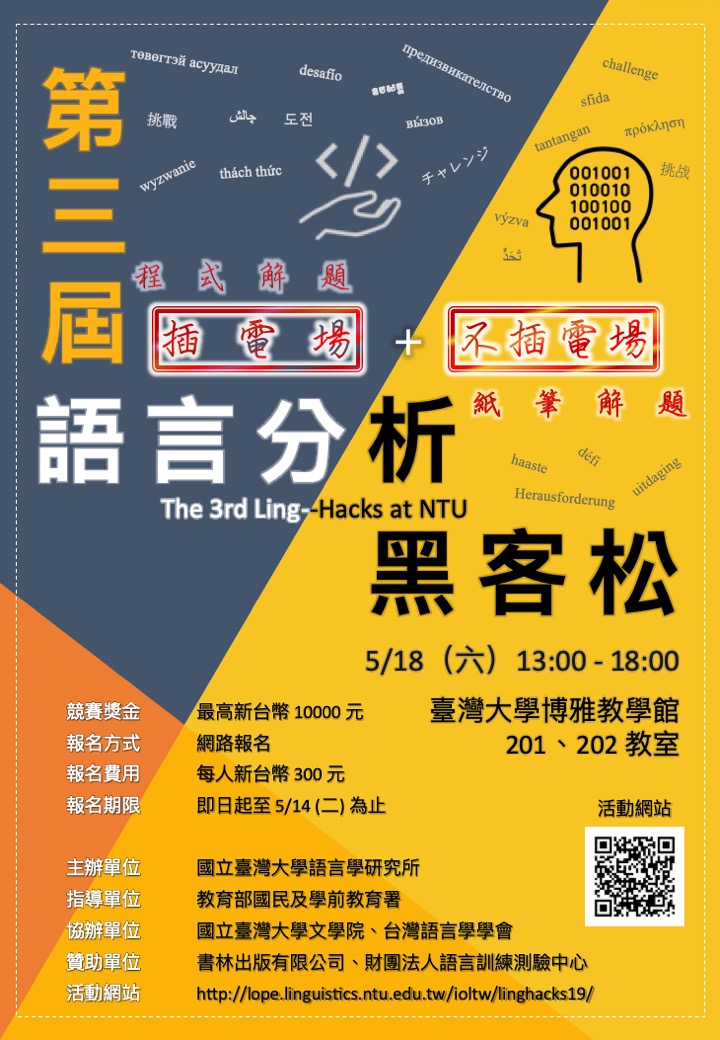 төвөгтэй асуудал
desafío
предизвикателство
challenge
sfida
挑戰
چالش
도전
вы́зов
tantangan
πρόκληση
wyzwanie
thách thức
チャレンジ
挑战
výzva
تَحَدٍّ
</>
001001
010010
100100
001001
第三屆
程式解題
插電場
+
不插電場
紙筆解題
語言分析
haaste
défi
uitdaging
Herausforderung
The 3rd Ling--Hacks at NTU
黑客松
5/18（六）13:00 - 18:00
臺灣大學博雅教學館
201、202 教室
競賽獎金 最高新台幣 10000 元
報名方式 網路報名
報名費用 每人新台幣 300 元
報名期限 即日起至 5/14 (二) 為止
活動網站
主辦單位 國立臺灣大學語言學研究所
指導單位 教育部國民及學前教育署
協辦單位 國立臺灣大學文學院、台灣語言學學會
贊助單位 書林出版有限公司、財團法人語言訓練測驗中心
活動網站 http://lope.linguistics.ntu.edu.tw/ioltw/linghacks19/